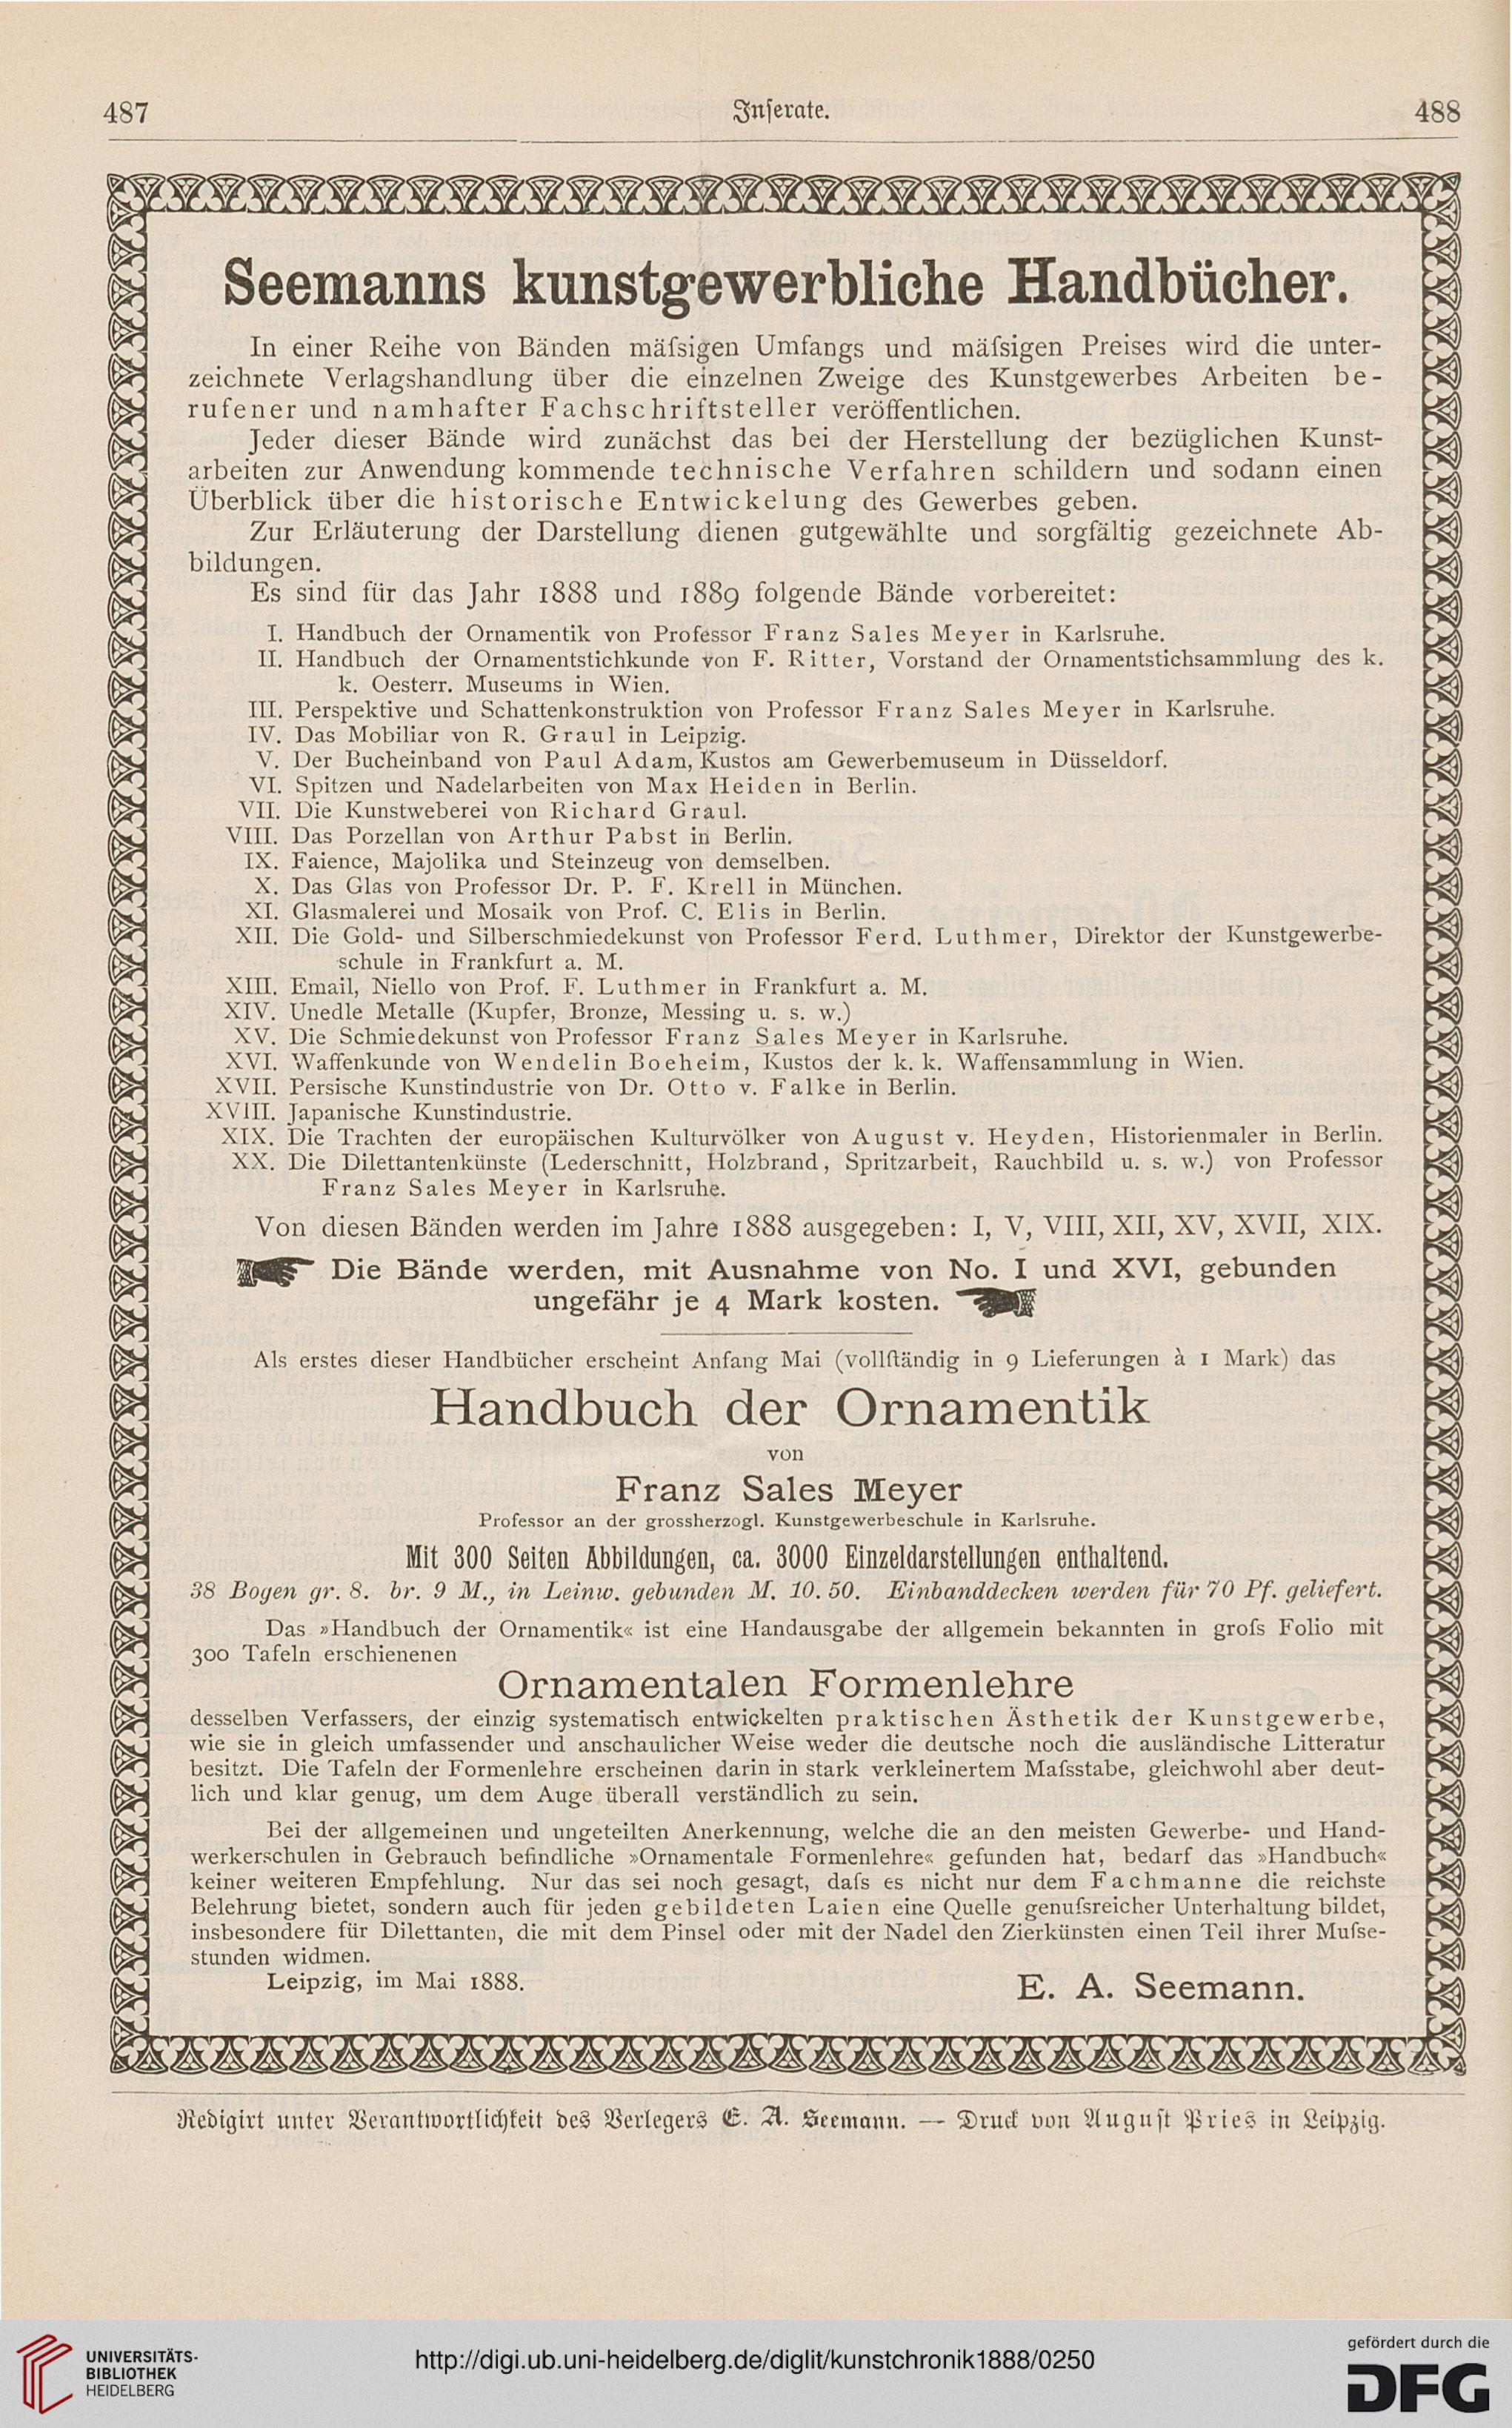 487
Inſerate.
488
Seemanns kunstgewerbliche Handbücher.
In einer Reihe von Bänden mäſsigen Umfangs und mäſsigen Preises wird die unter-
zeichnete Verlagshandlung über die einzelnen Zweige des Kunstgewerbes Arbeiten be-
rufener und namhafter Fachschriftsteller veröffentlichen.
Jeder dieser Bände wird zunächst das bei der Herstellung der bezüglichen Kunst-
arbeiten zur Anwendung kommende technische Verfahren schildern und sodann einen
Überblick über die historische Entwickelung des Gewerbes geben.
Zur Erläuterung der Darstellung dienen gutgewählte und sorgfältig gezeichnete Ab-
bildungen.
Es sind für das Jahr 1888 und 1889 folgende Bände vorbereitet:
I. Handbuch der Ornamentik von Professor Franz Sales Meyer in Karlsruhe.
II. Handbuch der Ornamentstichkunde von F. Ritter, Vorstand der Ornamentstichsammlung des k.
k. Oesterr. Museums in Wien.
III. Perspektive und Schattenkonstruktion von Professor Franz Sales Meyer in Karlsruhe.
IV. Das Mobiliar von R. Graul in Leipzig.
V. Der Bucheinband von Paul Adam, Kustos am Gewerbemuseum in Düsseldorf.
VI. Spitzen und Nadelarbeiten von Max Heiden in Berlin.
VII. Die Kunstweberei von Richard Graul.
VIII. Das Porzellan von Arthur Pabst in Berlin.
IX. Faience, Majolika und Steinzeug von demselben.
X. Das Glas von Professor Dr. P. F. Krell in München.
XI. Glasmalerei und Mosaik von Prof. C. Elis in Berlin.
XII. Die Gold- und Silberschmiedekunst von Professor Ferd. Luthmer, Direktor der Kunstgewerbe-
schule in Frankfurt a. M.
XIII. Email, Niello von Prof. F. Luthmer in Frankfurt a. M.
XIV. Unedle Metalle (Kupfer, Bronze, Messing u. s. w.)
XV. Die Schmiedekunst von Professor Franz Sales Meyer in Karlsruhe.
XVI. Waffenkunde von Wendelin Boeheim, Kustos der k. k. Waffensammlung in Wien.
XVII. Persische Kunstindustrie von Dr. Otto v. Falke in Berlin.
XVIII. Japanische Kunstindustrie.
XIX. Die Trachten der europäischen Kulturvölker von August v. Heyden, Historienmaler in Berlin.
XX. Die Dilettantenkünste (Lederschnitt, Holzbrand, Spritzarbeit, Rauchbild u. s. w.) von Professor
Franz Sales Meyer in Karlsruhe.
Von diesen Bänden werden im Jahre 1888 ausgegeben: I, V, VIII, XII, XV, XVII, XIX.
Die Bände werden, mit Ausnahme von No. I und XVI, gebunden
ungefähr je 4 Mark kosten.
Als erstes dieser Handbücher erscheint Anfang Mai (vollſtändig in 9 Lieferungen à 1 Mark) das
Handbuch der Ornamentik
von
Franz Sales Meyer
Professor an der grossherzogl. Kunstgewerbeschule in Karlsruhe.
Mit 300 Seiten Abbildungen, ca. 3000 Einzeldarstellungen enthaltend.
38 Bogen gr. 8. br. 9 M., in Leinw. gebunden M. 10. 50. Einbanddecken werden für 70 Pf. geliefert.
Das »Handbuch der Ornamentik« ist eine Handausgabe der allgemein bekannten in groſs Folio mit
300 Tafeln erschienenen
Ornamentalen Formenlehre
desselben Verfassers, der einzig systematisch entwickelten praktischen Ästhetik der Kunstgewerbe,
wie sie in gleich umfassender und anschaulicher Weise weder die deutsche noch die ausländische Litteratur
besitzt. Die Tafeln der Formenlehre erscheinen darin in stark verkleinertem Maſsstabe, gleichwohl aber deut-
lich und klar genug, um dem Auge überall verständlich zu sein.
Bei der allgemeinen und ungeteilten Anerkennung, welche die an den meisten Gewerbe- und Hand-
werkerschulen in Gebrauch befindliche »Ornamentale Formenlehre« gefunden hat, bedarf das »Handbuch«
keiner weiteren Empfehlung. Nur das sei noch gesagt, daſs es nicht nur dem Fachmanne die reichste
Belehrung bietet, sondern auch für jeden gebildeten Laien eine Quelle genuſsreicher Unterhaltung bildet,
insbesondere für Dilettanten, die mit dem Pinsel oder mit der Nadel den Zierkünsten einen Teil ihrer Muſse-
stunden widmen.
Leipzig, im Mai 1888.
E. A. Seemann.
Redigirt unter Verantwortlichkeit des Verlegers E. A. Seemann. — Druck von Auguſt Pries in Leipzig.
UNIVERSITÄTS-
BIBLIOTHEK
HEIDELBERG
http://digi.ub.uni-heidelberg.de/diglit/kunstchronik1888/0250
gefördert durch die
DFG